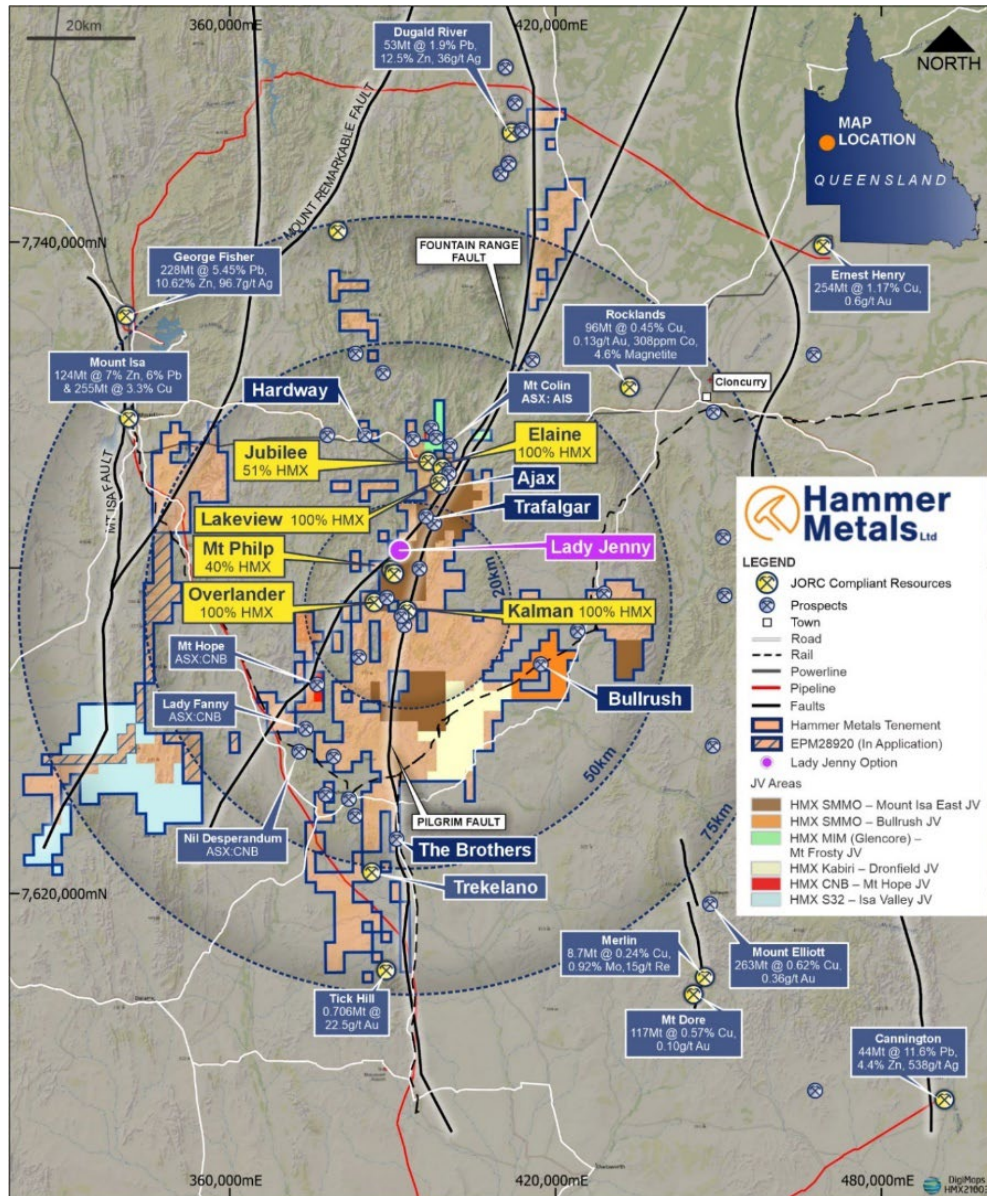 20km
360,000mE
420,000mE
Dugald River
53Mt @ 1.9% Pb,
12.5% Zn, 36g/t Ag
NORTH
MAP
LOCATION
QUEENSLAND
MOUNT REMARKABLE FAULT
7,740,000mN
FOUNTAIN RANGE
FAULT
George Fisher
228Mt @ 5.45% Pb,
10.62% Zn, 96.7g/t Ag
Ernest Henry
254Mt @ 1.17% Cu,
0.6g/t Au
Rocklands
96Mt @ 0.45% Cu,
0.13g/t Au, 308ppm Co,
4.6% Magnetite
Mount Isa
124Mt @ 7% Zn, 6% Pb
& 255Mt @ 3.3% Cu
Cloncurry
Hardway
Mt Colin
ASX: AIS
Jubilee
51% HMX
Elaine
100% HMX
Ajax
MT ISA FAULT
Lakeview 100% HMX
Trafalgar
Lady Jenny
Mt Philp
40% HMX
20km
Overlander
100% HMX
Kalman 100% HMX
Mt Hope
ASX:CNB
Bullrush
Lady Fanny
ASX:CNB
50km
75km
PILGRIM FAULT
Nil Desperandum
ASX:CNB
The Brothers
Trekelano
7,620,000mN
Hammer
Metals Ltd
LEGEND
JORC Compliant Resources
Prospects
Town
Road
Rail
Powerline
Pipeline
Faults
Hammer Metals Tenement
EPM28920 (In Application)
Lady Jenny Option
JV Areas
HMX SMMO – Mount Isa East JV
HMX SMMO – Bullrush JV
HMX MIM (Glencore) –
Mt Frosty JV
HMX Kabiri – Dronfield JV
HMX CNB – Mt Hope JV
HMX S32 – Isa Valley JV
Merlin
8.7Mt @ 0.24% Cu,
0.92% Mo,15g/t Re
Mount Elliott
263Mt @ 0.62% Cu,
0.36g/t Au
Tick Hill
0.706Mt @
22.5g/t Au
Mt Dore
117Mt @ 0.57% Cu,
0.10g/t Au
Cannington
44Mt @ 11.6% Pb,
4.4% Zn, 538g/t Ag
360,000mE
420,000mE
480,000mE
DigiMaps